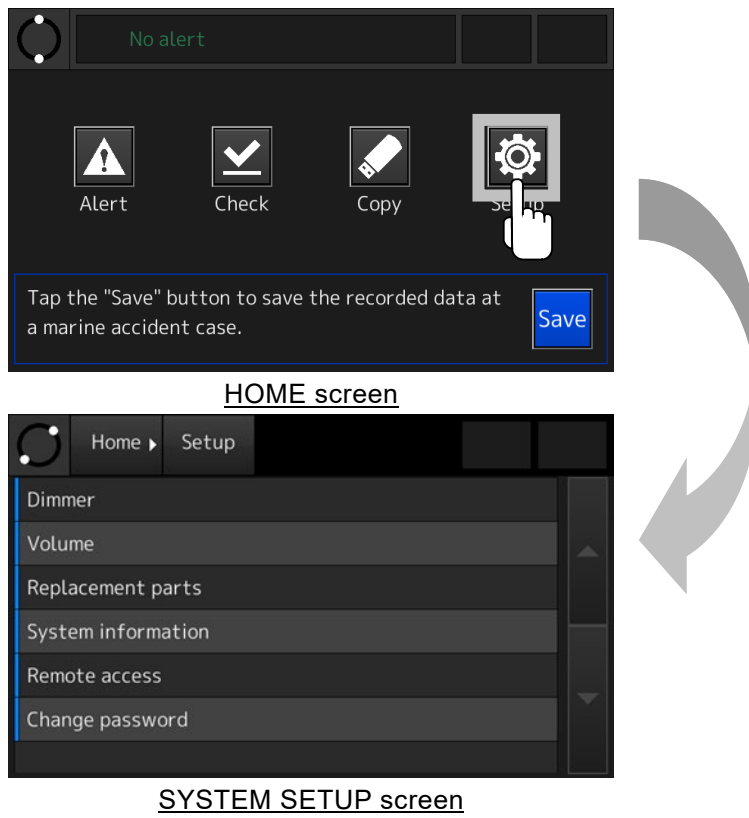 No alert
Alert Check Copy Setup
Tap the "Save" button to save the recorded data at
a marine accident case.
Save
HOME screen
Home Setup
Dimmer
Volume
Replacement parts
System information
Remote access
Change password
SYSTEM SETUP screen